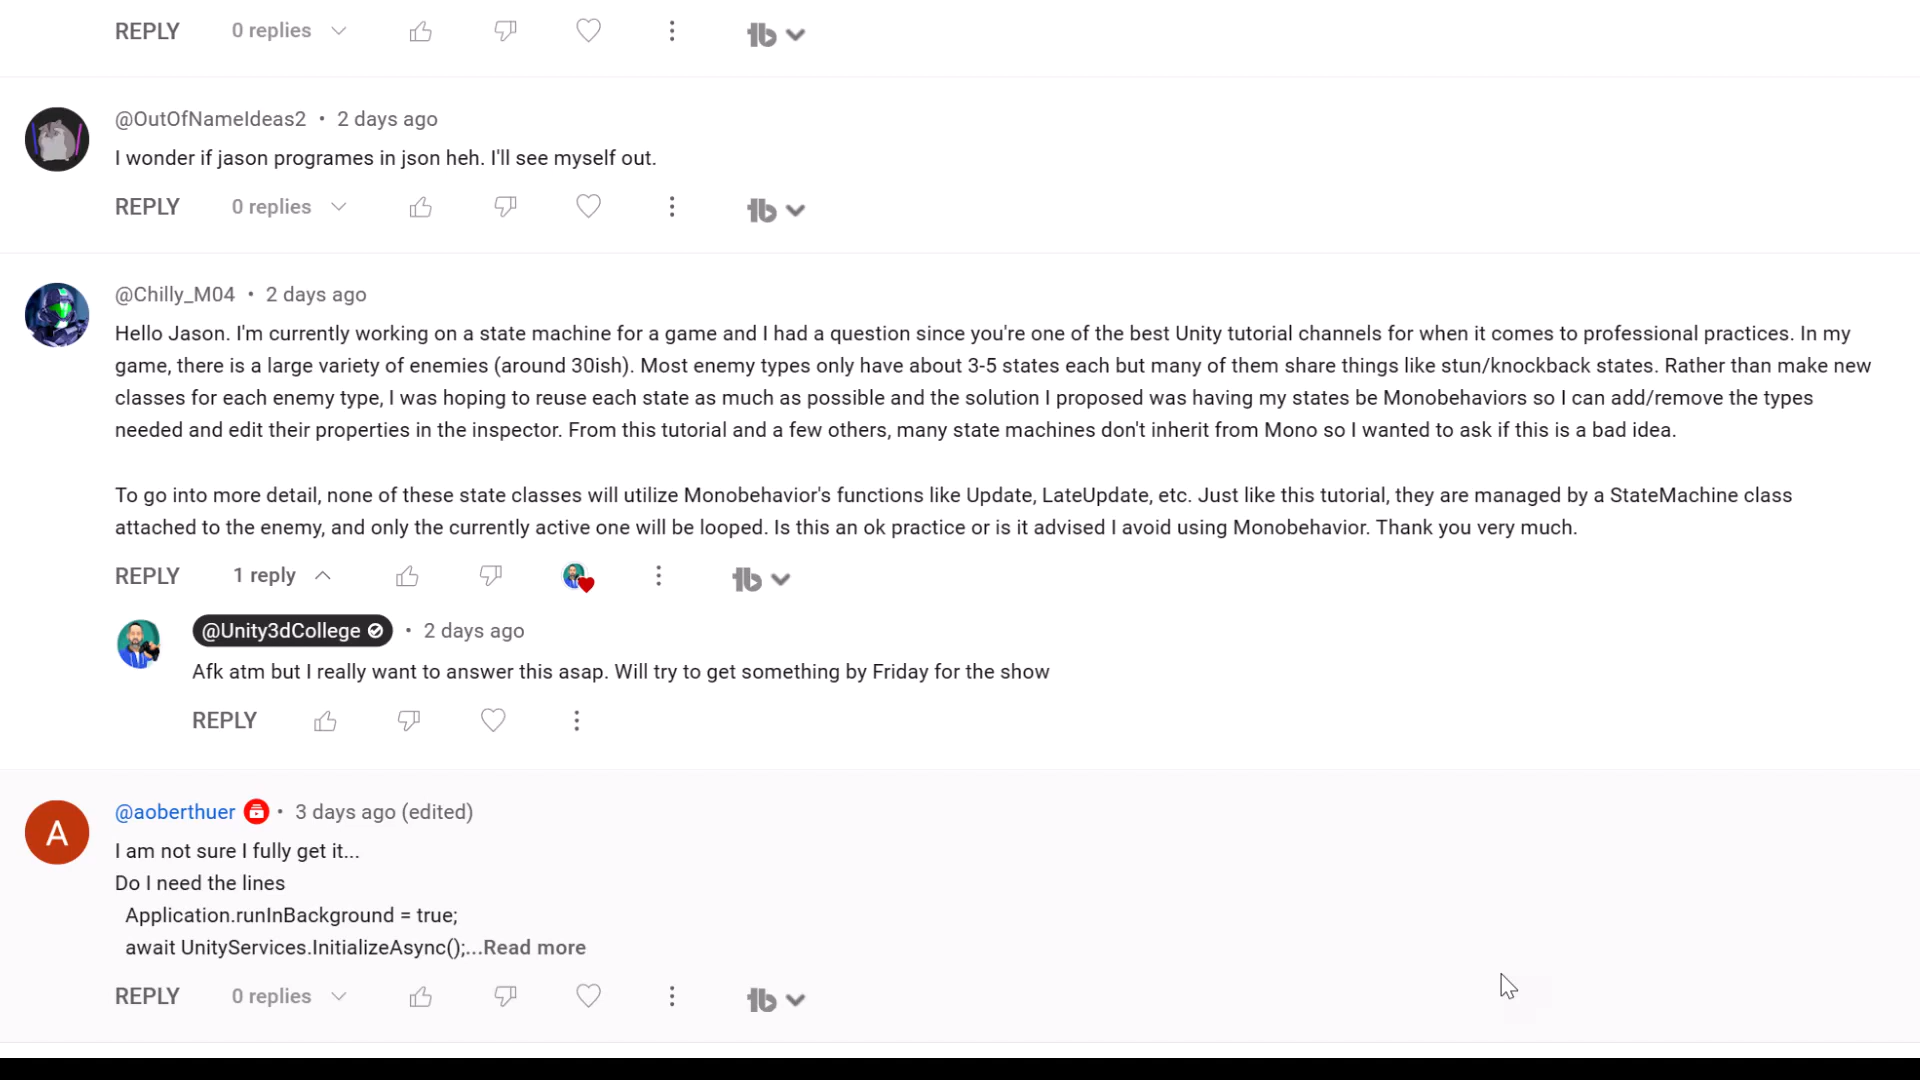 REPLY 0 replies
@OutOfNameIdeas2 • 2 days ago
I wonder if jason programes in json heh. I'll see myself out.
REPLY 0 replies
@Chilly_M04 • 2 days ago
Hello Jason. I'm currently working on a state machine for a game and I had a question since you're one of the best Unity tutorial channels for when it comes to professional practices. In my
game, there is a large variety of enemies (around 30ish). Most enemy types only have about 3-5 states each but many of them share things like stun/knockback states. Rather than make new
classes for each enemy type, I was hoping to reuse each state as much as possible and the solution I proposed was having my states be Monobehaviors so I can add/remove the types
needed and edit their properties in the inspector. From this tutorial and a few others, many state machines don't inherit from Mono so I wanted to ask if this is a bad idea.
To go into more detail, none of these state classes will utilize Monobehavior's functions like Update, LateUpdate, etc. Just like this tutorial, they are managed by a StateMachine class
attached to the enemy, and only the currently active one will be looped. Is this an ok practice or is it advised I avoid using Monobehavior. Thank you very much.
REPLY 1 reply
@Unity3dCollege • 2 days ago
Afk atm but I really want to answer this asap. Will try to get something by Friday for the show
REPLY
A
@aoberthuer • 3 days ago (edited)
I am not sure I fully get it...
Do I need the lines
Application.runInBackground = true;
await UnityServices.InitializeAsync();...Read more
REPLY 0 replies